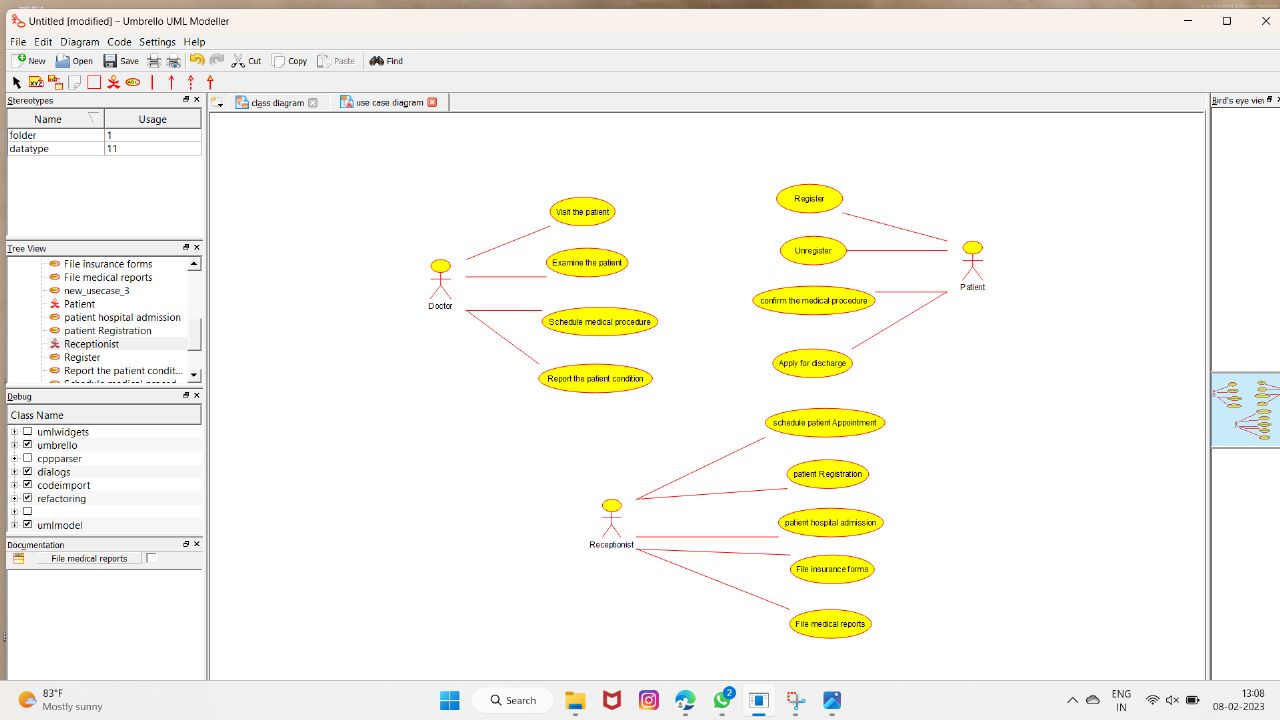 Untitled [modified] – Umbrello UML Modeller
File Edit Diagram Code Settings Help
New Open Save Cut Copy Paste Find
Stereotypes
Name Usage
folder 1
datatype 11
Tree View
File insurance forms
File medical reports
new_usecase_3
Patient
patient hospital admission
patient Registration
Receptionist
Register
Report the patient condit...
Debug
Class Name
umlwidgets
umbrello
cppparser
dialogs
codeimport
refactoring
umlmodel
Documentation
File medical reports
class diagram
use case diagram
Bird's eye view
Visit the patient
Examine the patient
Doctor
Schedule medical procedure
Report the patient condition
Register
Unregister
Patient
confirm the medical procedure
Apply for discharge
schedule patient Appointment
patient Registration
Receptionist
patient hospital admission
File insurance forms
File medical reports
83°F
Mostly sunny
Search
2
ENG
IN
13:08
08-02-2023